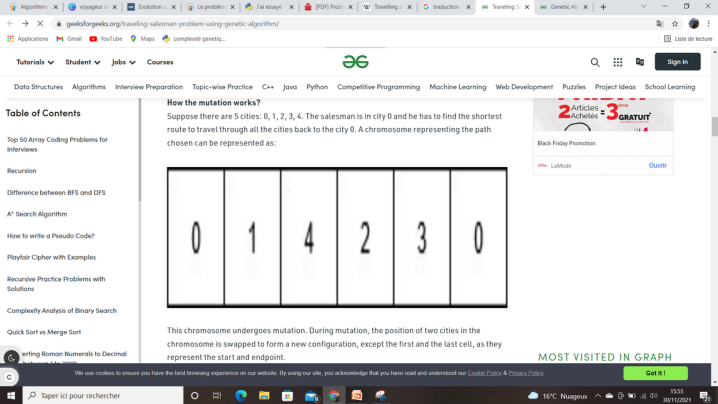 Algorithme
voyageur d
Evolution c
Le problèm
J'ai essayé
[PDF] Probl
Traveling s
traduction
Traveling Sa
Genetic Alg
geeksforgeeks.org/traveling-salesman-problem-using-genetic-algorithm/
Applications
Gmail
YouTube
Maps
complexité genetiq...
Liste de lecture
Tutorials
Student
Jobs
Courses
Sign In
Data Structures
Algorithms
Interview Preparation
Topic-wise Practice
C++
Java
Python
Competitive Programming
Machine Learning
Web Development
Puzzles
Project Ideas
School Learning
Table of Contents
Top 50 Array Coding Problems for
Interviews
Recursion
Difference between BFS and DFS
A* Search Algorithm
How to write a Pseudo Code?
Playfair Cipher with Examples
Recursive Practice Problems with
Solutions
Complexity Analysis of Binary Search
Quick Sort vs Merge Sort
erting Roman Numerals to Decimal
How the mutation works?
Suppose there are 5 cities: 0, 1, 2, 3, 4. The salesman is in city 0 and he has to find the shortest
route to travel through all the cities back to the city 0. A chromosome representing the path
chosen can be represented as:
0 1 4 2 3 0
This chromosome undergoes mutation. During mutation, the position of two cities in the
chromosome is swapped to form a new configuration, except the first and the last cell, as they
represent the start and endpoint.
2 Articles Achetés = 3 GRATUIT
Black Friday Promotion
LaMode
Ouvrir
MOST VISITED IN GRAPH
We use cookies to ensure you have the best browsing experience on our website. By using our site, you acknowledge that you have read and understood our Cookie Policy & Privacy Policy
Got It !
Taper ici pour rechercher
16°C Nuageux
15:55
30/11/2021